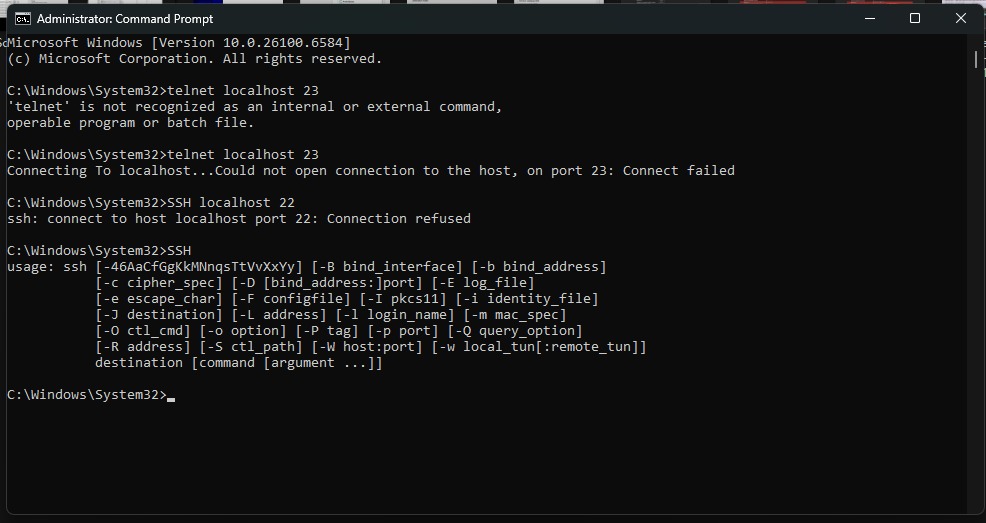 Administrator: Command Prompt
Microsoft Windows [Version 10.0.26100.6584]
(c) Microsoft Corporation. All rights reserved.
C:\Windows\System32>telnet localhost 23
'telnet' is not recognized as an internal or external command,
operable program or batch file.
C:\Windows\System32>telnet localhost 23
Connecting To localhost...Could not open connection to the host, on port 23: Connect failed
C:\Windows\System32>SSH localhost 22
ssh: connect to host localhost port 22: Connection refused
C:\Windows\System32>SSH
usage: ssh [-46AaCfGgKkMNnqsTtVvXxYy] [-B bind_interface] [-b bind_address]
[-c cipher_spec] [-D [bind_address:]port] [-E log_file]
[-e escape_char] [-F configfile] [-I pkcs11] [-i identity_file]
[-J destination] [-L address] [-l login_name] [-m mac_spec]
[-O ctl_cmd] [-o option] [-P tag] [-p port] [-Q query_option]
[-R address] [-S ctl_path] [-W host:port] [-w local_tun[:remote_tun]]
destination [command [argument ...]]
C:\Windows\System32>